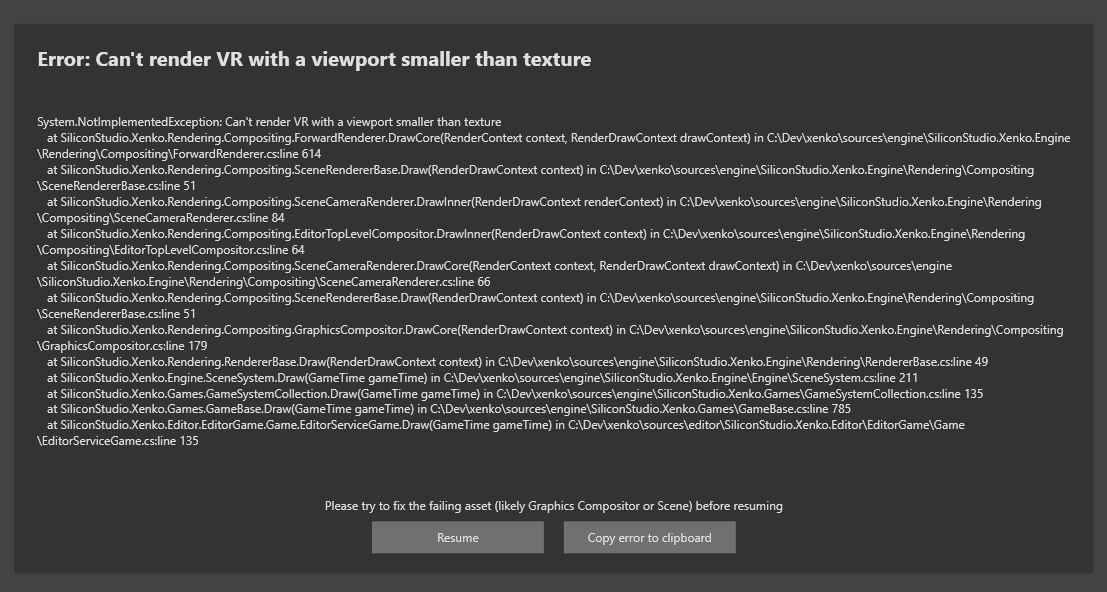 Error: Can't render VR with a viewport smaller than texture
System.NotImplementedException: Can't render VR with a viewport smaller than texture
at SiliconStudio.Xenko.Rendering.Compositing.ForwardRenderer.DrawCore(RenderContext context, RenderDrawContext drawContext) in C:\Dev\xenko\sources\engine\SiliconStudio.Xenko.Engine
\Rendering\Compositing\ForwardRenderer.cs:line 614
at SiliconStudio.Xenko.Rendering.Compositing.SceneRendererBase.Draw(RenderDrawContext context) in C:\Dev\xenko\sources\engine\SiliconStudio.Xenko.Engine\Rendering\Compositing
\SceneRendererBase.cs:line 51
at SiliconStudio.Xenko.Rendering.Compositing.SceneCameraRenderer.DrawInner(RenderDrawContext renderContext) in C:\Dev\xenko\sources\engine\SiliconStudio.Xenko.Engine\Rendering
\Compositing\SceneCameraRenderer.cs:line 84
at SiliconStudio.Xenko.Rendering.Compositing.EditorTopLevelCompositor.DrawInner(RenderDrawContext context) in C:\Dev\xenko\sources\engine\SiliconStudio.Xenko.Engine\Rendering
\Compositing\EditorTopLevelCompositor.cs:line 64
at SiliconStudio.Xenko.Rendering.Compositing.SceneCameraRenderer.DrawCore(RenderContext context, RenderDrawContext drawContext) in C:\Dev\xenko\sources\engine
\SiliconStudio.Xenko.Engine\Rendering\Compositing\SceneCameraRenderer.cs:line 66
at SiliconStudio.Xenko.Rendering.Compositing.SceneRendererBase.Draw(RenderDrawContext context) in C:\Dev\xenko\sources\engine\SiliconStudio.Xenko.Engine\Rendering\Compositing
\SceneRendererBase.cs:line 51
at SiliconStudio.Xenko.Rendering.Compositing.GraphicsCompositor.DrawCore(RenderDrawContext context) in C:\Dev\xenko\sources\engine\SiliconStudio.Xenko.Engine\Rendering\Compositing
\GraphicsCompositor.cs:line 179
at SiliconStudio.Xenko.Rendering.RendererBase.Draw(RenderDrawContext context) in C:\Dev\xenko\sources\engine\SiliconStudio.Xenko.Engine\Rendering\RendererBase.cs:line 49
at SiliconStudio.Xenko.Engine.SceneSystem.Draw(GameTime gameTime) in C:\Dev\xenko\sources\engine\SiliconStudio.Xenko.Engine\Engine\SceneSystem.cs:line 211
at SiliconStudio.Xenko.Games.GameSystemCollection.Draw(GameTime gameTime) in C:\Dev\xenko\sources\engine\SiliconStudio.Xenko.Games\GameSystemCollection.cs:line 135
at SiliconStudio.Xenko.Games.GameBase.Draw(GameTime gameTime) in C:\Dev\xenko\sources\engine\SiliconStudio.Xenko.Games\GameBase.cs:line 785
at SiliconStudio.Xenko.Editor.EditorGame.Game.EditorServiceGame.Draw(GameTime gameTime) in C:\Dev\xenko\sources\editor\SiliconStudio.Xenko.Editor\EditorGame\Game
\EditorServiceGame.cs:line 135
Please try to fix the failing asset (likely Graphics Compositor or Scene) before resuming
Resume
Copy error to clipboard